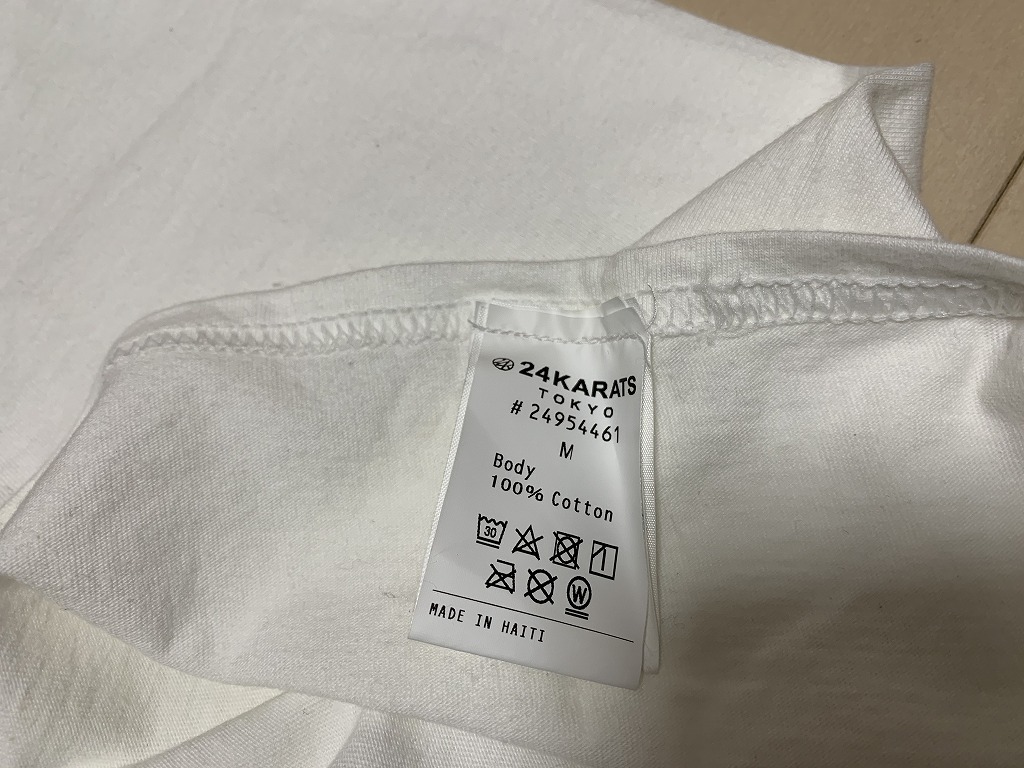 24KARATS
TOKYO
#24954461
M
Body
100% Cotton
30
W
MADE IN HAITI